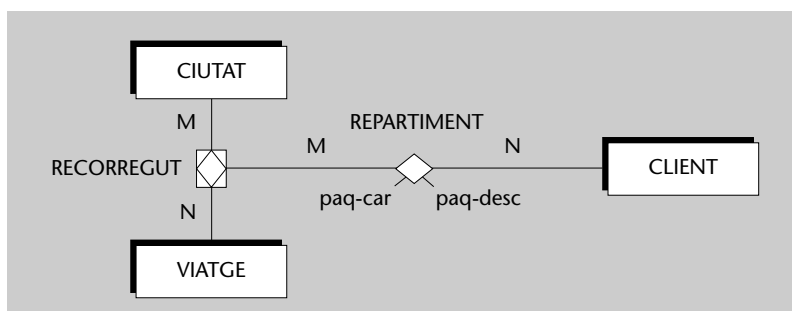 CIUTAT
M
REPARTIMENT
M
N
RECORREGUT
CLIENT
paq-car
paq-desc
N
VIATGE